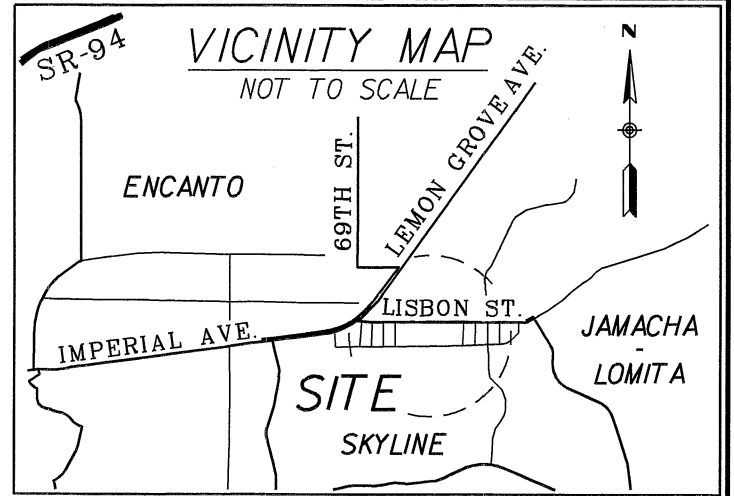 SR-94
VICINITY MAP
NOT TO SCALE
N
ENCANTO
69TH ST.
LEMON GROVE AVE.
LISBON ST.
IMPERIAL AVE.
JAMACHA
-
LOMITA
SITE
SKYLINE